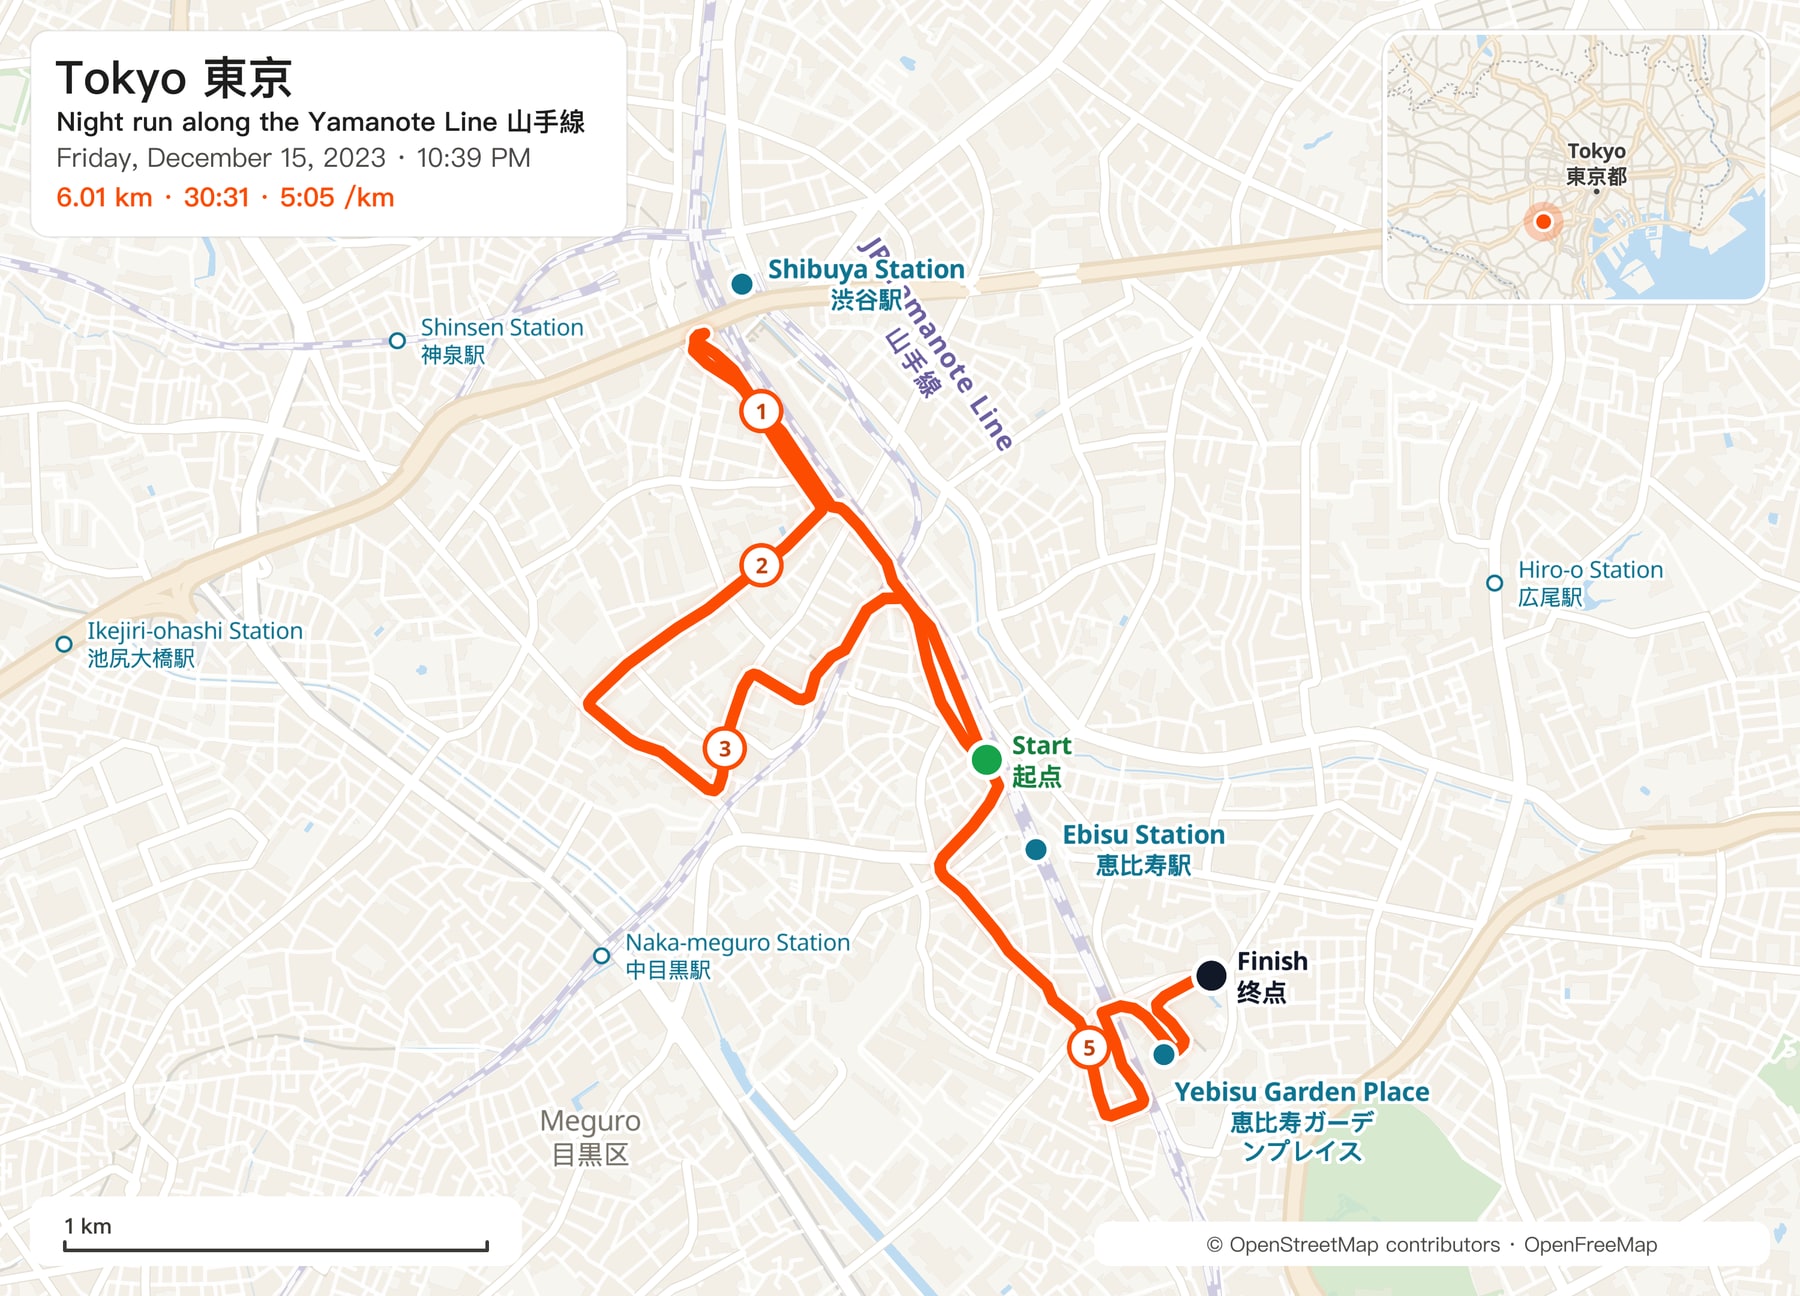 Tokyo 東京
Night run along the Yamanote Line 山手線
Friday, December 15, 2023 · 10:39 PM
6.01 km · 30:31 · 5:05 /km
Tokyo
東京都
JR Yamanote Line
山手線
Shibuya Station
渋谷駅
Shinsen Station
神泉駅
1
2
Hiro-o Station
広尾駅
Ikejiri-ohashi Station
池尻大橋駅
3
Start
起点
Ebisu Station
恵比寿駅
Naka-meguro Station
中目黒駅
Finish
终点
5
Yebisu Garden Place
恵比寿ガーデ
ンプレイス
Meguro
目黒区
1 km
© OpenStreetMap contributors · OpenFreeMap